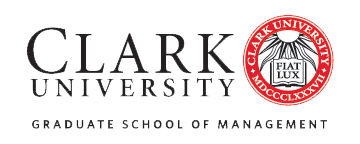 CLARK
UNIVERSITY
GRADUATE SCHOOL OF MANAGEMENT
CLARK UNIVERSITY
FIAT
LUX
MDCCCLXXXVII